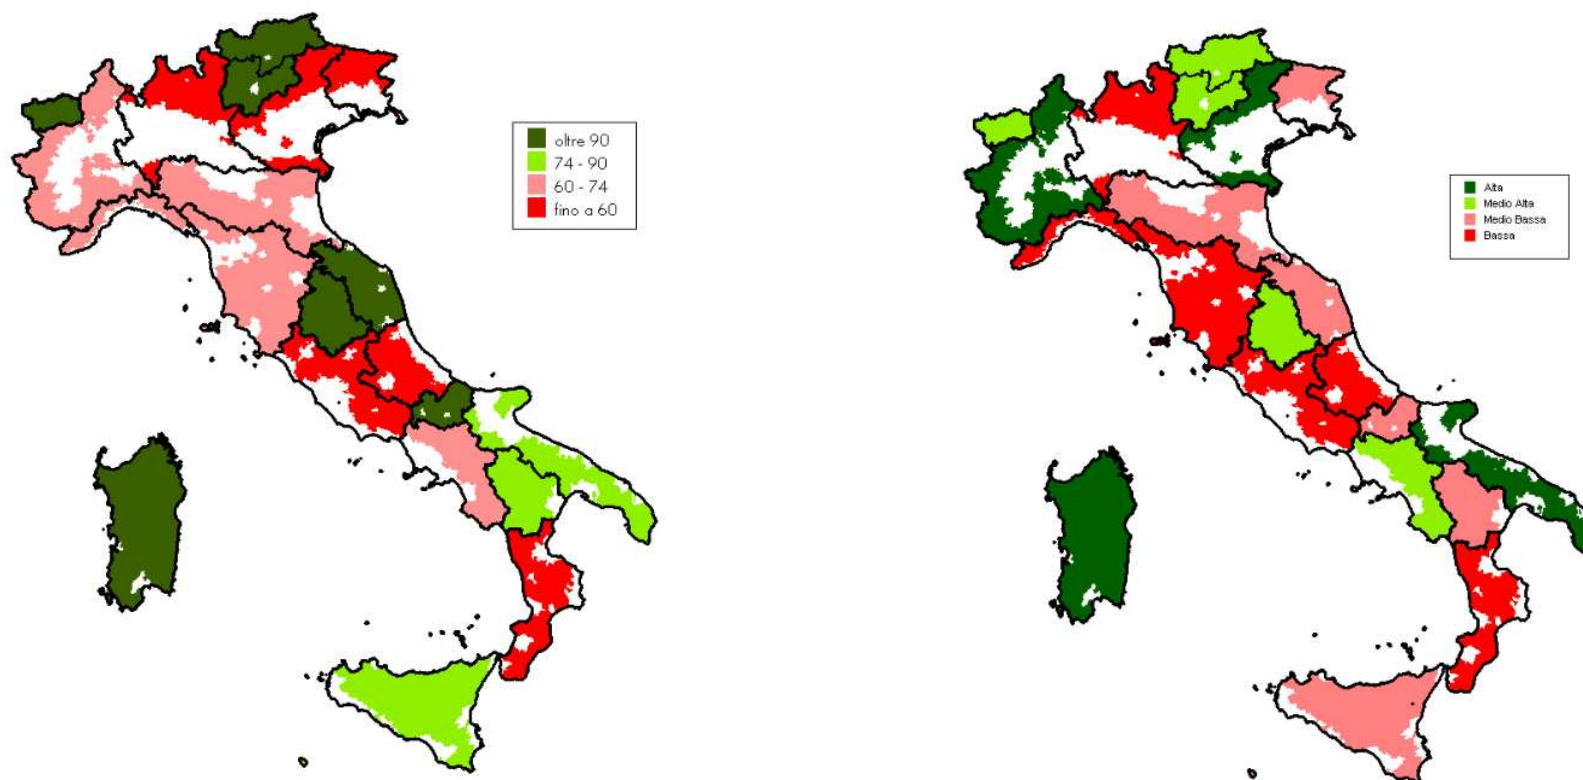 oltre 90
74 - 90
60 - 74
fino a 60
Alta
Medio Alta
Medio Bassa
Bassa